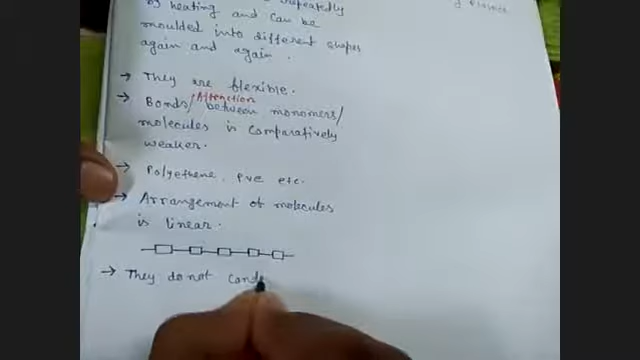 repeatedly
by heating and can be
moulded into different shapes
again and again.
→ They are flexible.
Attraction
→ Bonds/between monomers/
molecules is comparatively
weaker.
→ Polyethene, PVC etc.
→ Arrangement of molecules
is linear.
→ They do not cond